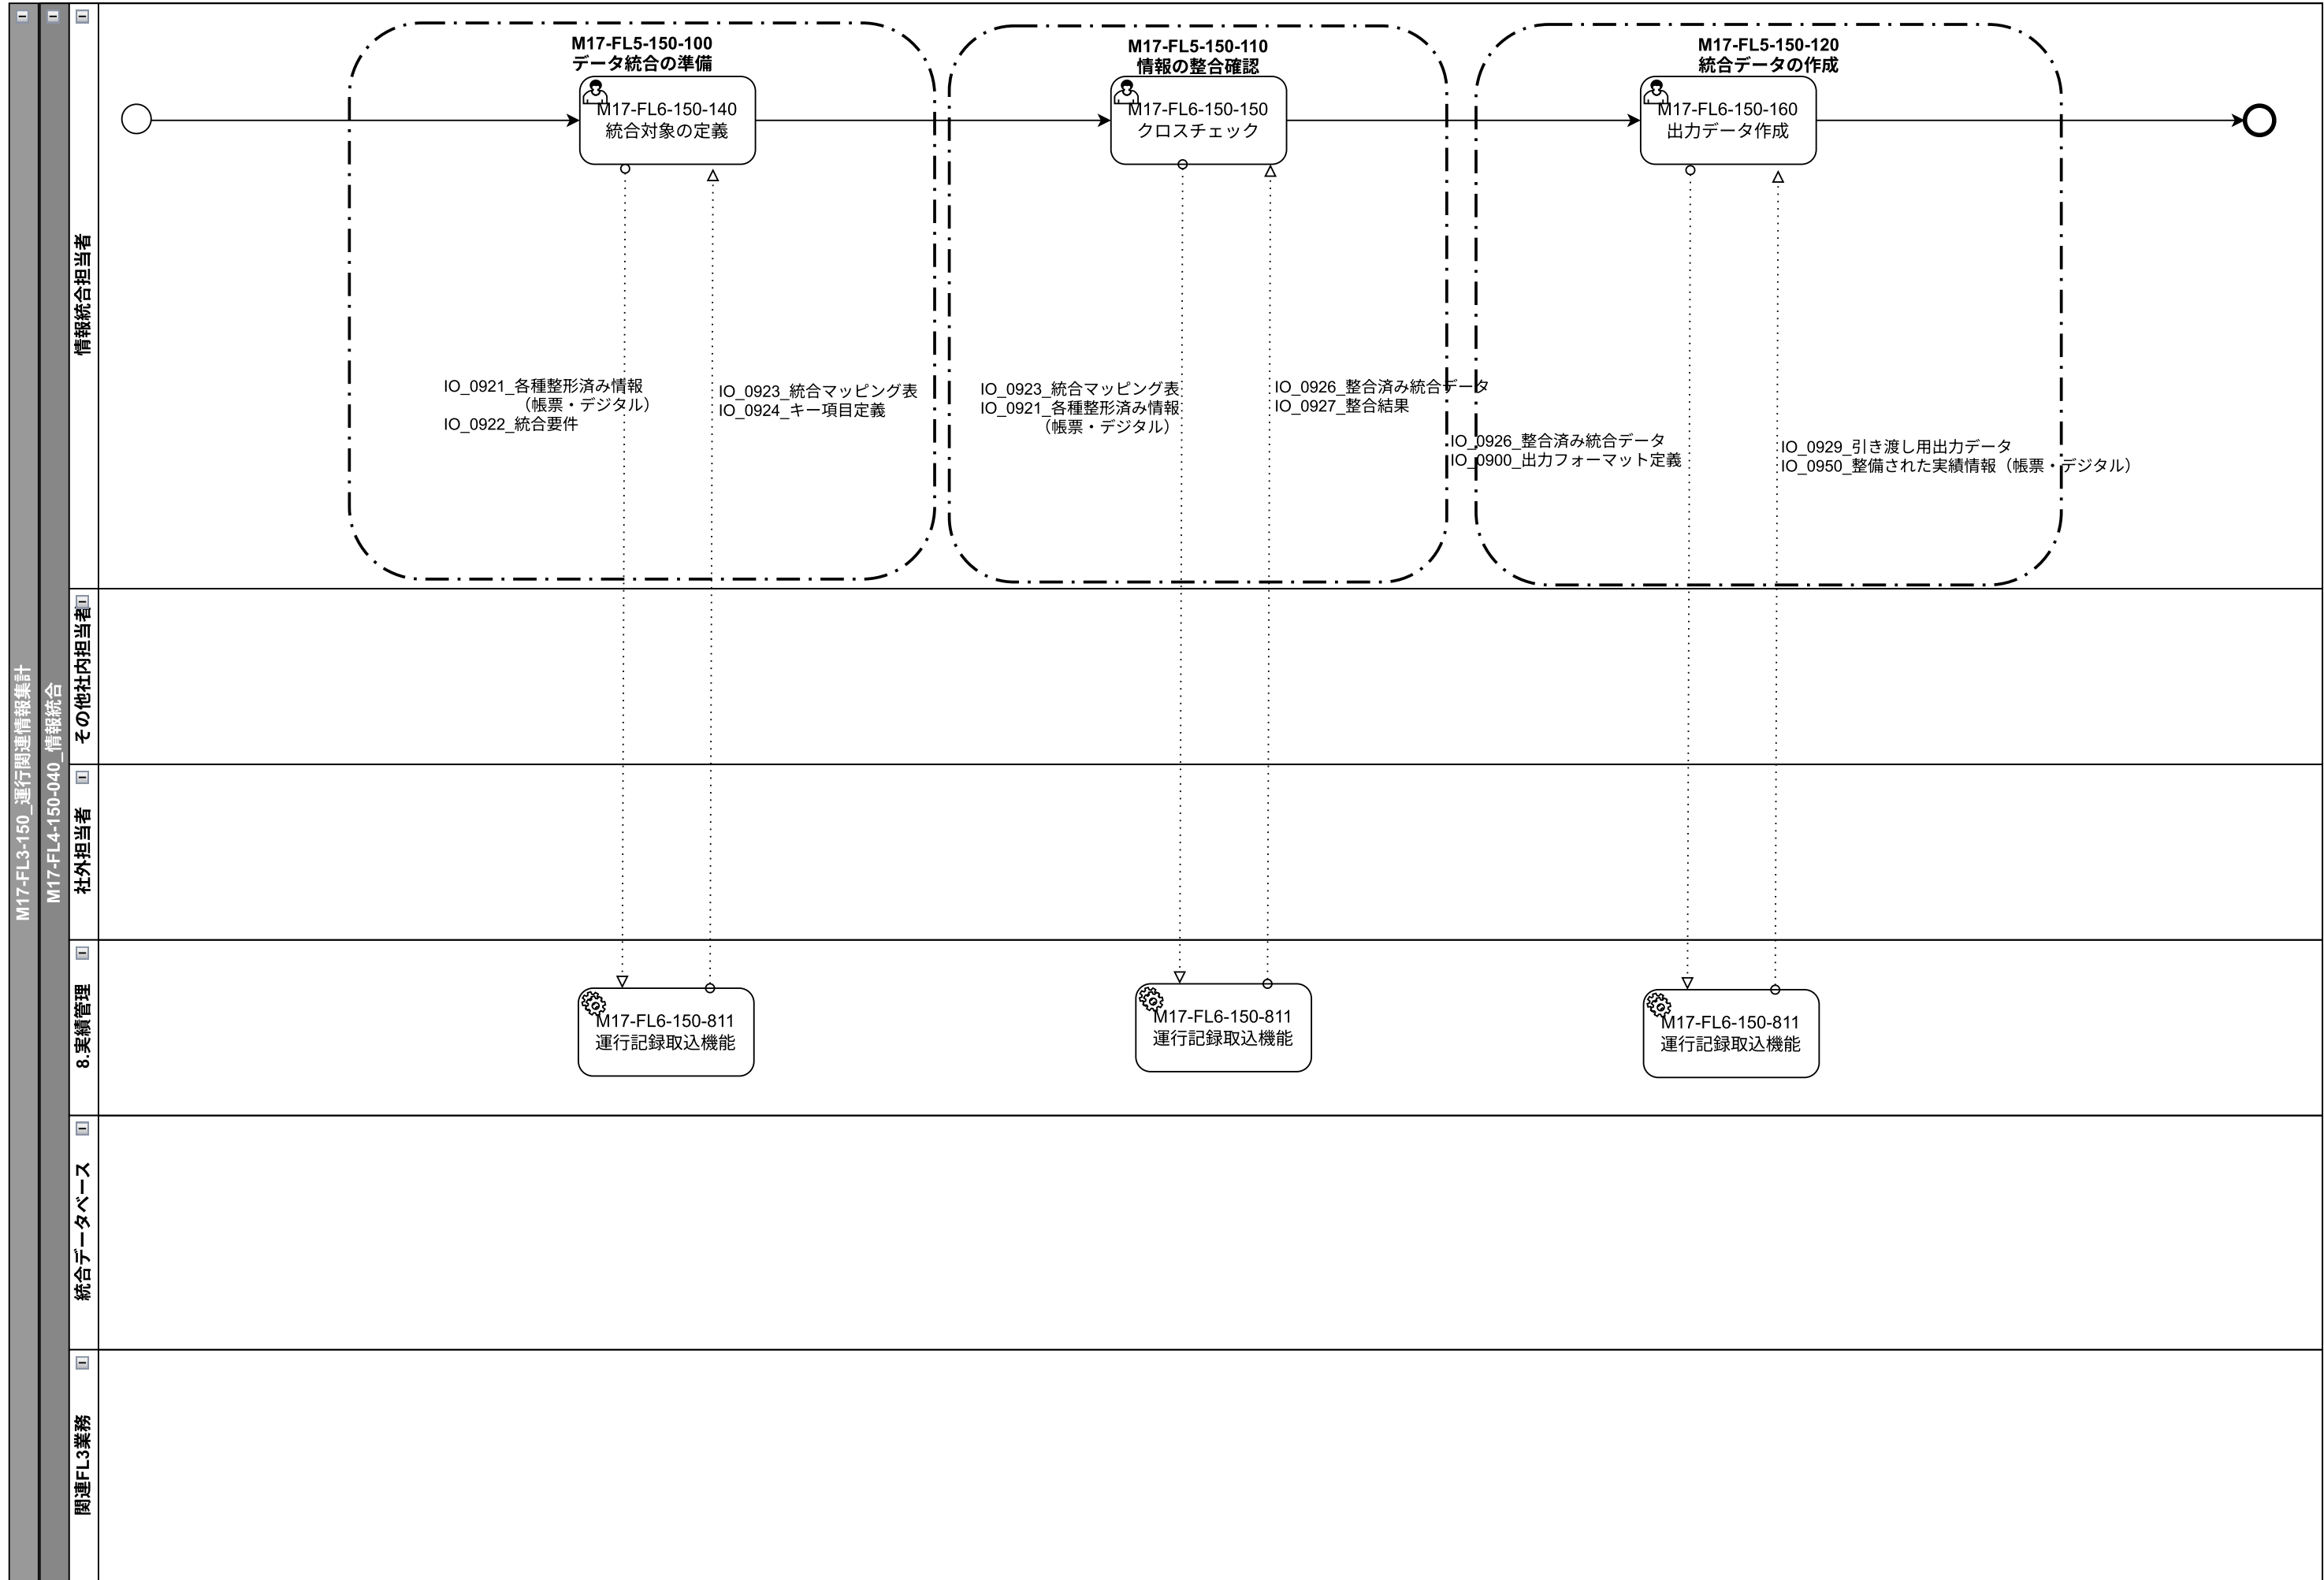 M17-FL3-150_運行関連情報集計
M17-FL4-150-040_情報統合
情報統合担当者
M17-FL5-150-100
データ統合の準備
M17-FL6-150-140
統合対象の定義
IO_0921_各種整形済み情報
（帳票・デジタル）
IO_0922_統合要件
IO_0923_統合マッピング表
IO_0924_キー項目定義
M17-FL5-150-110
情報の整合確認
M17-FL6-150-150
クロスチェック
IO_0923_統合マッピング表
IO_0921_各種整形済み情報
（帳票・デジタル）
IO_0926_整合済み統合データ
IO_0927_整合結果
M17-FL5-150-120
統合データの作成
M17-FL6-150-160
出力データ作成
IO_0926_整合済み統合データ
IO_0900_出力フォーマット定義
IO_0929_引き渡し用出力データ
IO_0950_整備された実績情報（帳票・デジタル）
その他社内担当者
社外担当者
8.実績管理
M17-FL6-150-811
運行記録取込機能
M17-FL6-150-811
運行記録取込機能
M17-FL6-150-811
運行記録取込機能
統合データベース
関連FL3業務